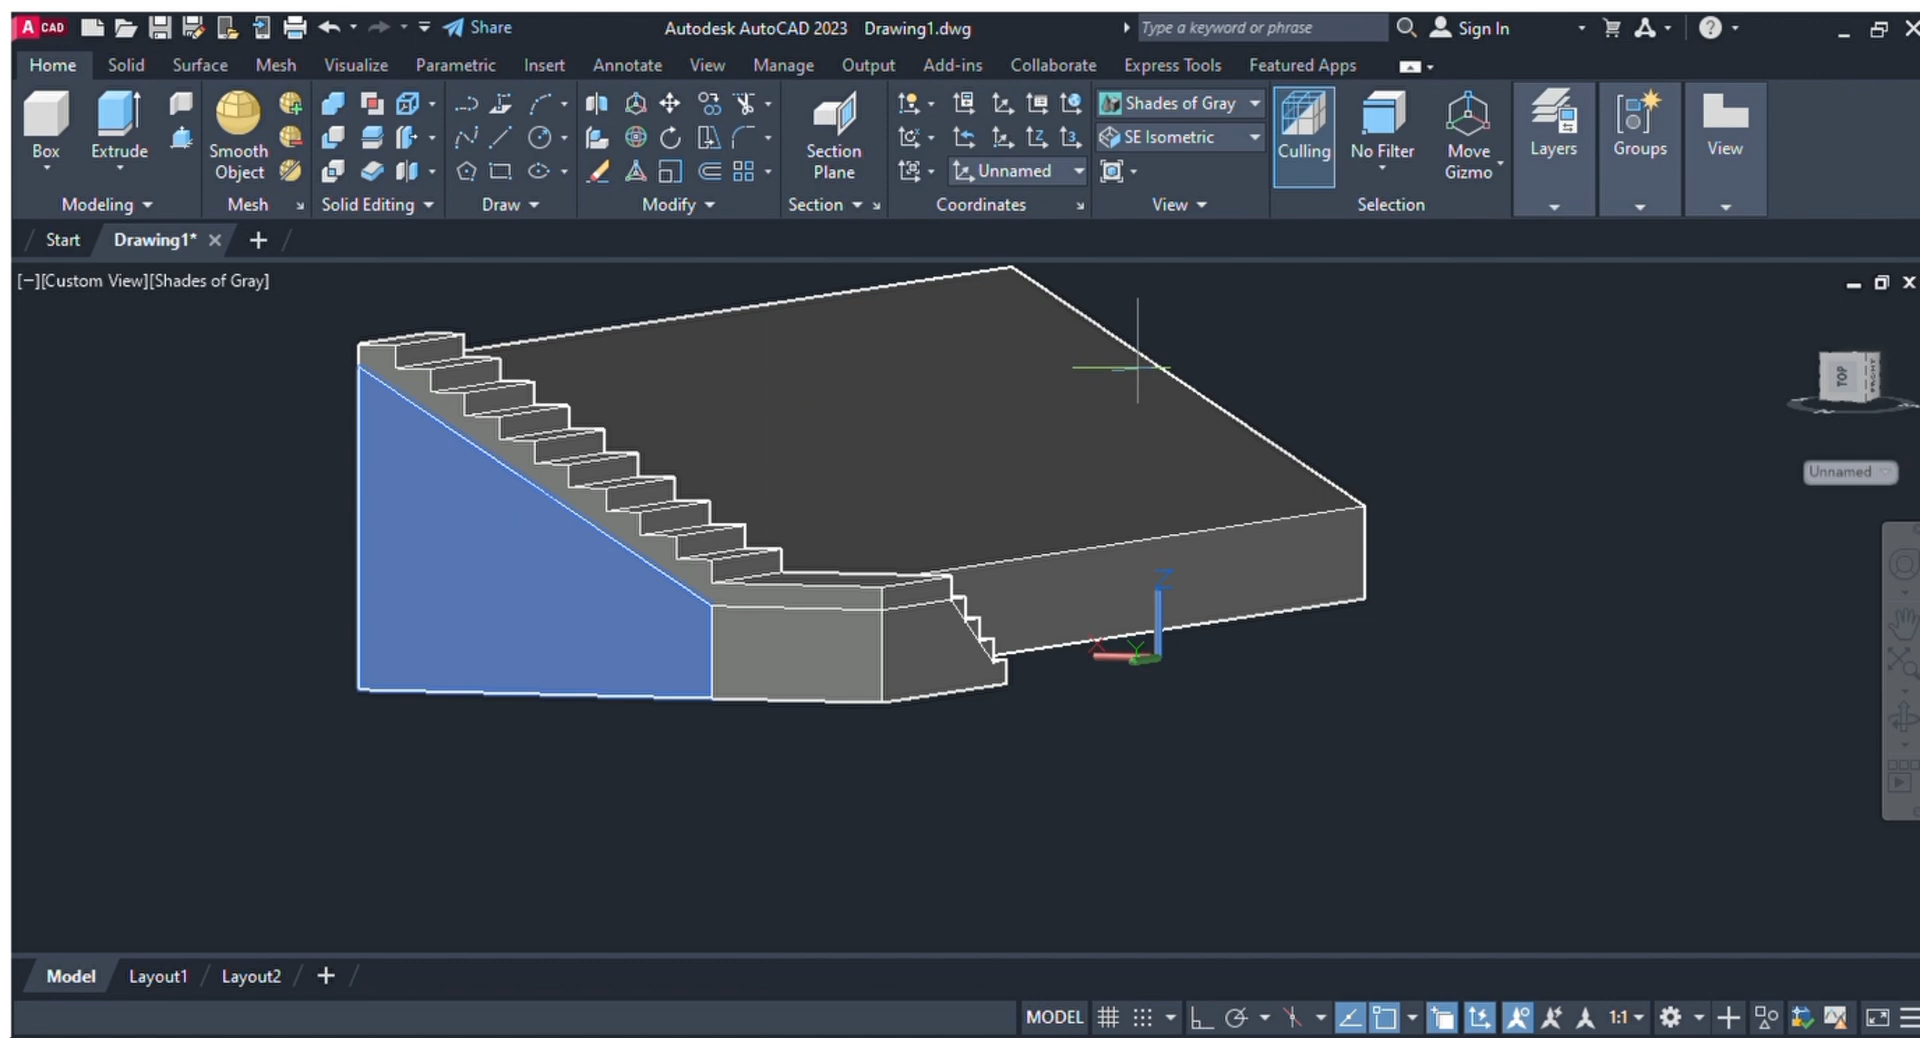 A CAD
Share
Autodesk AutoCAD 2023 Drawing1.dwg
Type a keyword or phrase
Sign In
Home Solid Surface Mesh Visualize Parametric Insert Annotate View Manage Output Add-ins Collaborate Express Tools Featured Apps
Box
Extrude
Smooth Object
Section Plane
Shades of Gray
SE Isometric
Unnamed
Culling
No Filter
Move Gizmo
Layers
Groups
View
Modeling
Mesh
Solid Editing
Draw
Modify
Section
Coordinates
View
Selection
Start
Drawing1*
[−][Custom View][Shades of Gray]
TOP
Unnamed
Z
X
Y
Model
Layout1
Layout2
MODEL
1:1